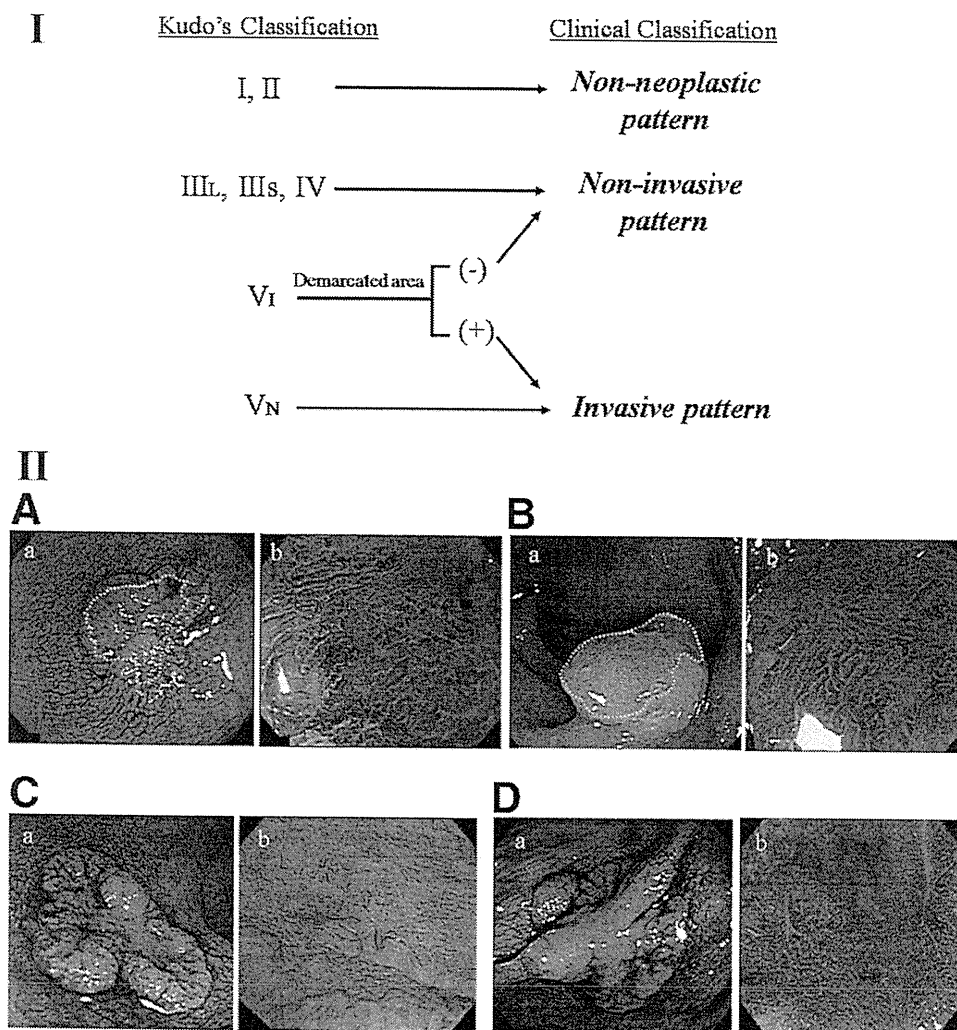 I
Kudo's Classification
Clinical Classification
I, II
Non-neoplastic
pattern
IIIL, IIIs, IV
Non-invasive
pattern
VI
Demarcated area
(-)
(+)
VN
Invasive pattern
II
A
B
a
b
a
b
C
D
a
b
a
b